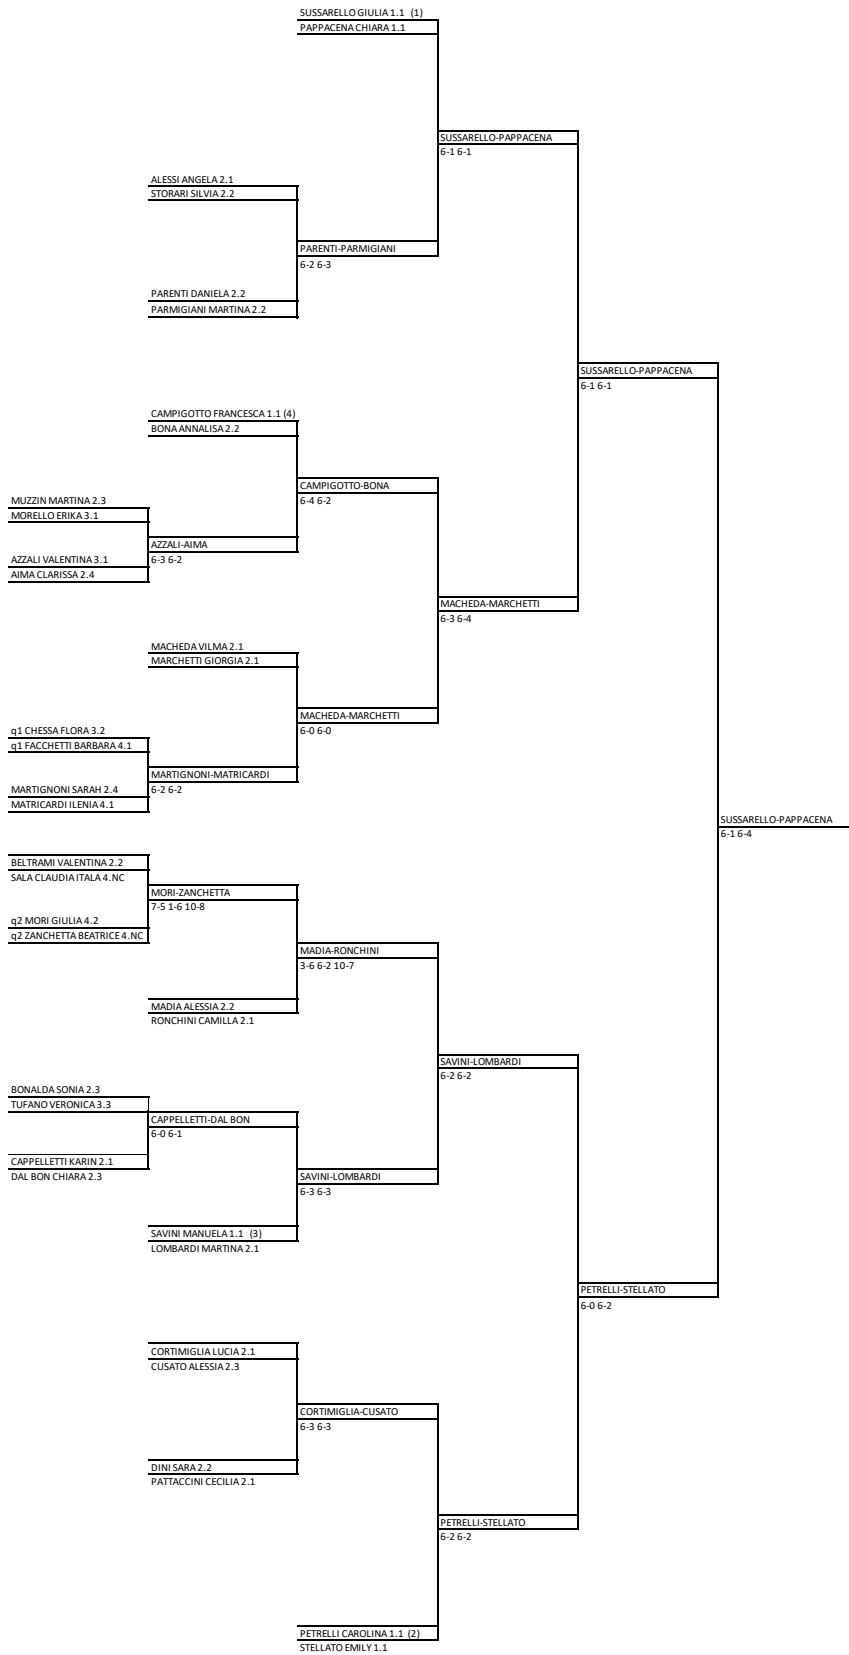 SUSSARELLO GIULIA 1.1 (1)
PAPPACENA CHIARA 1.1
SUSSARELLO-PAPPACENA
6-1 6-1
ALESSI ANGELA 2.1
STORARI SILVIA 2.2
PARENTI-PARMIGIANI
6-2 6-3
PARENTI DANIELA 2.2
PARMIGIANI MARTINA 2.2
SUSSARELLO-PAPPACENA
6-1 6-1
CAMPIGOTTO FRANCESCA 1.1 (4)
BONA ANNALISA 2.2
CAMPIGOTTO-BONA
6-4 6-2
MUZZIN MARTINA 2.3
MORELLO ERIKA 3.1
AZZALI-AIMA
6-3 6-2
AZZALI VALENTINA 3.1
AIMA CLARISSA 2.4
MACHEDA-MARCHETTI
6-3 6-4
MACHEDA VILMA 2.1
MARCHETTI GIORGIA 2.1
MACHEDA-MARCHETTI
6-0 6-0
q1 CHESSA FLORA 3.2
q1 FACCHETTI BARBARA 4.1
MARTIGNONI-MATRICARDI
6-2 6-2
MARTIGNONI SARAH 2.4
MATRICARDI ILENIA 4.1
SUSSARELLO-PAPPACENA
6-1 6-4
BELTRAMI VALENTINA 2.2
SALA CLAUDIA ITALA 4.NC
MORI-ZANCHETTA
7-5 1-6 10-8
q2 MORI GIULIA 4.2
q2 ZANCHETTA BEATRICE 4.NC
MADIA-RONCHINI
3-6 6-2 10-7
MADIA ALESSIA 2.2
RONCHINI CAMILLA 2.1
SAVINI-LOMBARDI
6-2 6-2
BONALDA SONIA 2.3
TUFANO VERONICA 3.3
CAPPELLETTI-DAL BON
6-0 6-1
CAPPELLETTI KARIN 2.1
DAL BON CHIARA 2.3
SAVINI-LOMBARDI
6-3 6-3
SAVINI MANUELA 1.1 (3)
LOMBARDI MARTINA 2.1
PETRELLI-STELLATO
6-0 6-2
CORTIMIGLIA LUCIA 2.1
CUSATO ALESSIA 2.3
CORTIMIGLIA-CUSATO
6-3 6-3
DINI SARA 2.2
PATTACCINI CECILIA 2.1
PETRELLI-STELLATO
6-2 6-2
PETRELLI CAROLINA 1.1 (2)
STELLATO EMILY 1.1